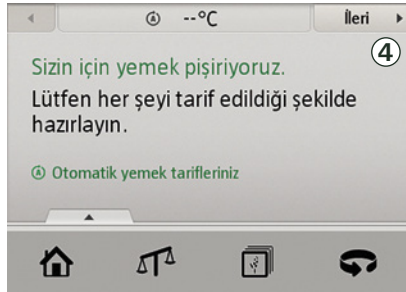 --°C
İleri
4
Sizin için yemek pişiriyoruz.
Lütfen her şeyi tarif edildiği şekilde
hazırlayın.
Otomatik yemek tarifleriniz